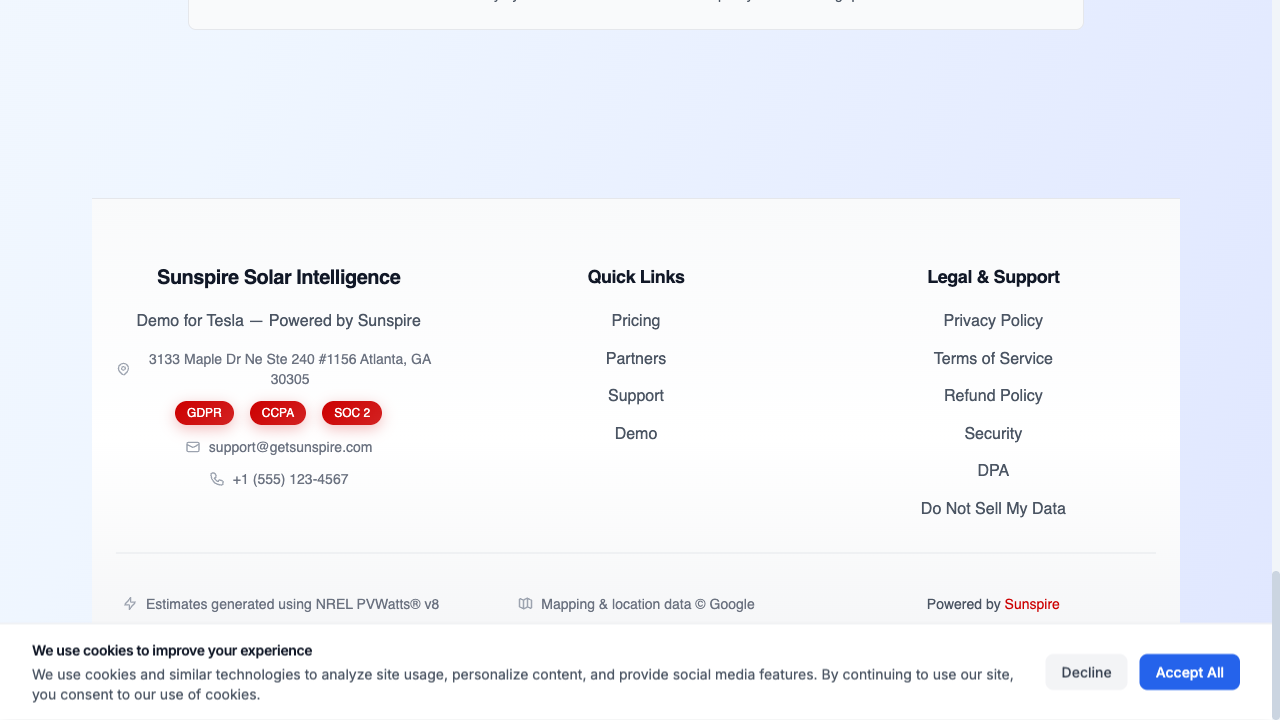 Sunspire Solar Intelligence
Demo for Tesla — Powered by Sunspire
3133 Maple Dr Ne Ste 240 #1156 Atlanta, GA
30305
GDPR CCPA SOC 2
support@getsunspire.com
+1 (555) 123-4567
Quick Links
Pricing
Partners
Support
Demo
Legal & Support
Privacy Policy
Terms of Service
Refund Policy
Security
DPA
Do Not Sell My Data
Estimates generated using NREL PVWatts® v8
Mapping & location data © Google
Powered by Sunspire
We use cookies to improve your experience
We use cookies and similar technologies to analyze site usage, personalize content, and provide social media features. By continuing to use our site,
you consent to our use of cookies.
Decline
Accept All